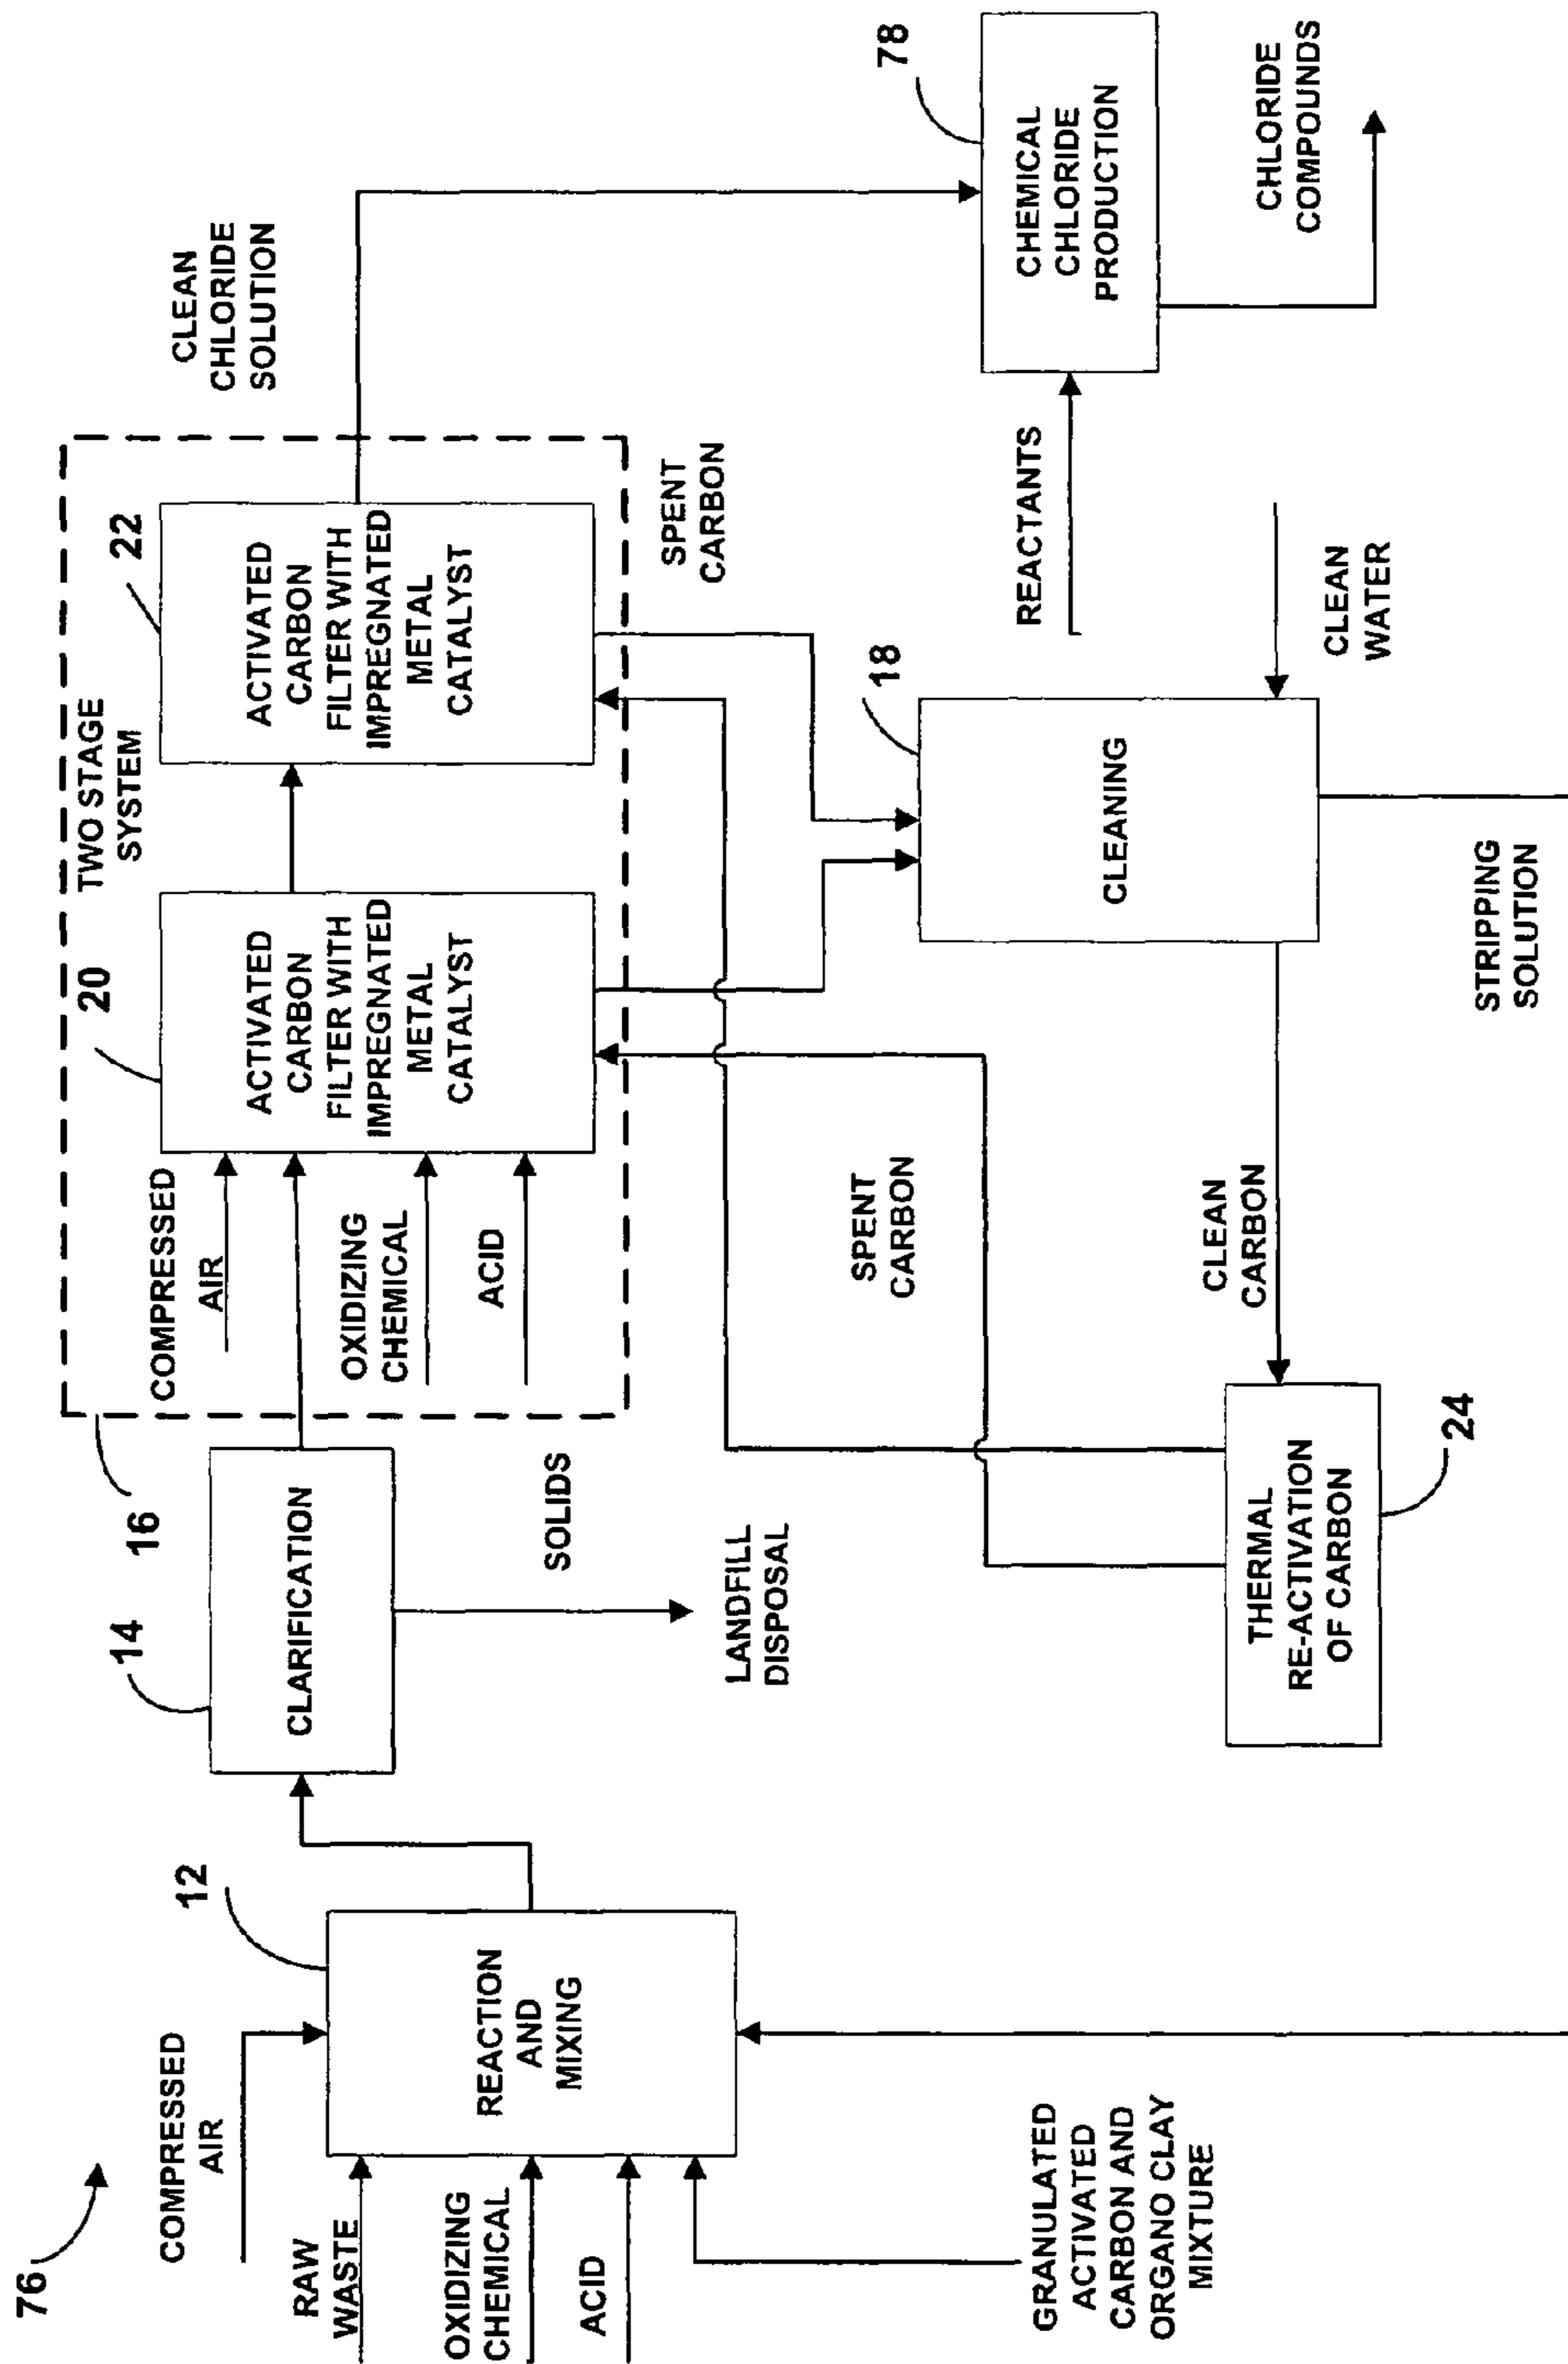 76
COMPRESSED
AIR
RAW
WASTE
OXIDIZING
CHEMICAL
ACID
GRANULATED
ACTIVATED
CARBON AND
ORGANO CLAY
MIXTURE
12
REACTION
AND
MIXING
14
CLARIFICATION
SOLIDS
LANDFILL
DISPOSAL
16
TWO STAGE
SYSTEM
COMPRESSED
AIR
OXIDIZING
CHEMICAL
ACID
20
ACTIVATED
CARBON
FILTER WITH
IMPREGNATED
METAL
CATALYST
22
ACTIVATED
CARBON
FILTER WITH
IMPREGNATED
METAL
CATALYST
CLEAN
CHLORIDE
SOLUTION
SPENT
CARBON
SPENT
CARBON
18
CLEANING
CLEAN
WATER
STRIPPING
SOLUTION
CLEAN
CARBON
THERMAL
RE-ACTIVATION
OF CARBON
24
REACTANTS
78
CHEMICAL
CHLORIDE
PRODUCTION
CHLORIDE
COMPOUNDS